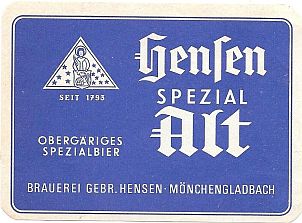 Hensen
SPEZIAL
Alt
SEIT 1793
OBERGÄRIGES
SPEZIALBIER
BRAUEREI GEBR. HENSEN · MÖNCHENGLADBACH